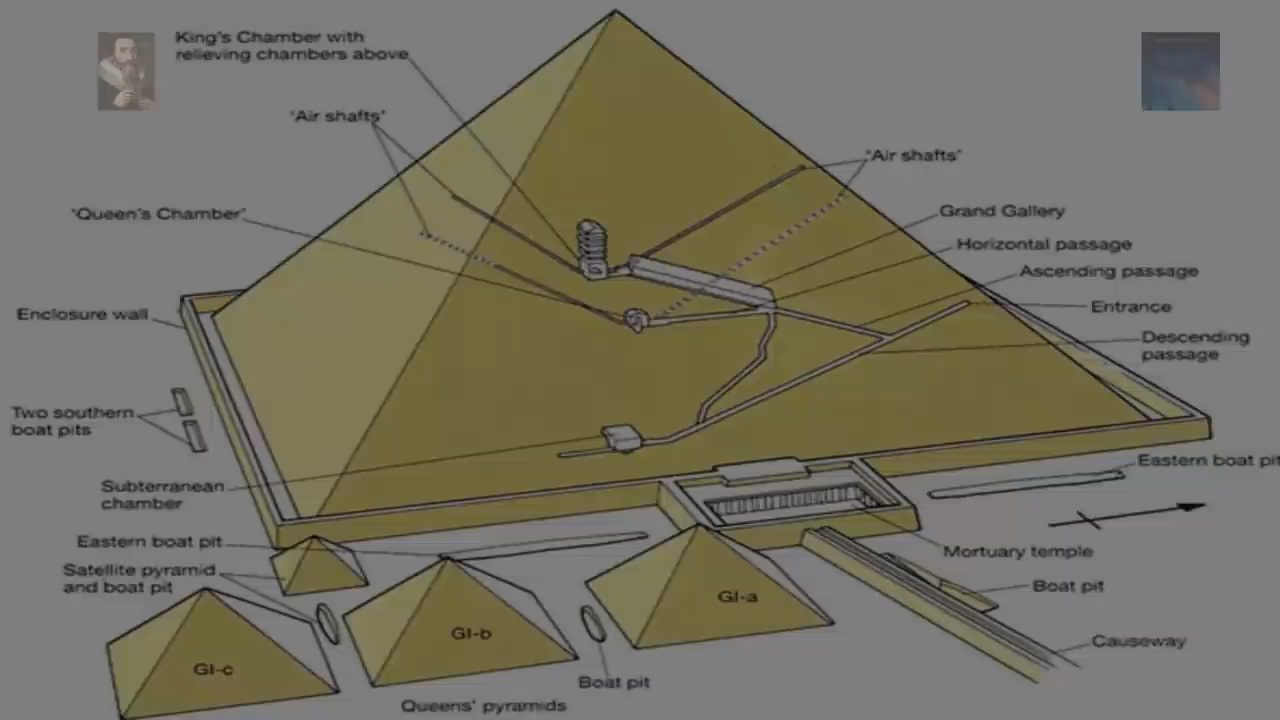 King's Chamber with
relieving chambers above
'Air shafts'
'Air shafts'
'Queen's Chamber'
Grand Gallery
Horizontal passage
Ascending passage
Entrance
Enclosure wall
Descending
passage
Two southern
boat pits
Eastern boat pit
Subterranean
chamber
Eastern boat pit
Mortuary temple
Satellite pyramid
and boat pit
Boat pit
GI-a
GI-b
Causeway
GI-c
Boat pit
Queens' pyramids